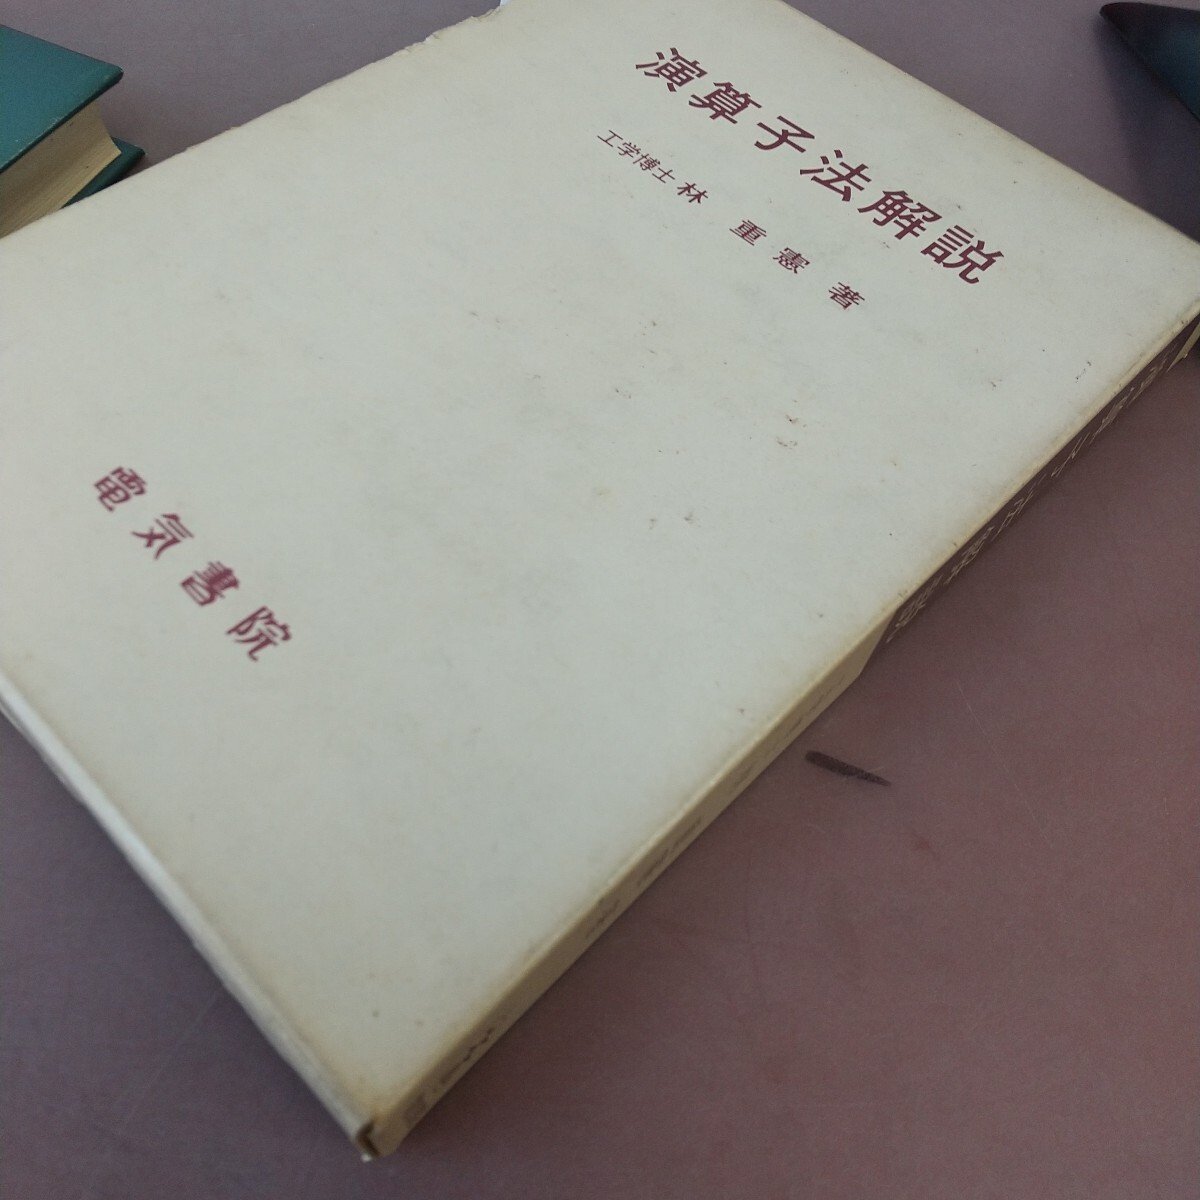 演算子法解説
工学博士 林 重憲 著
電気書院